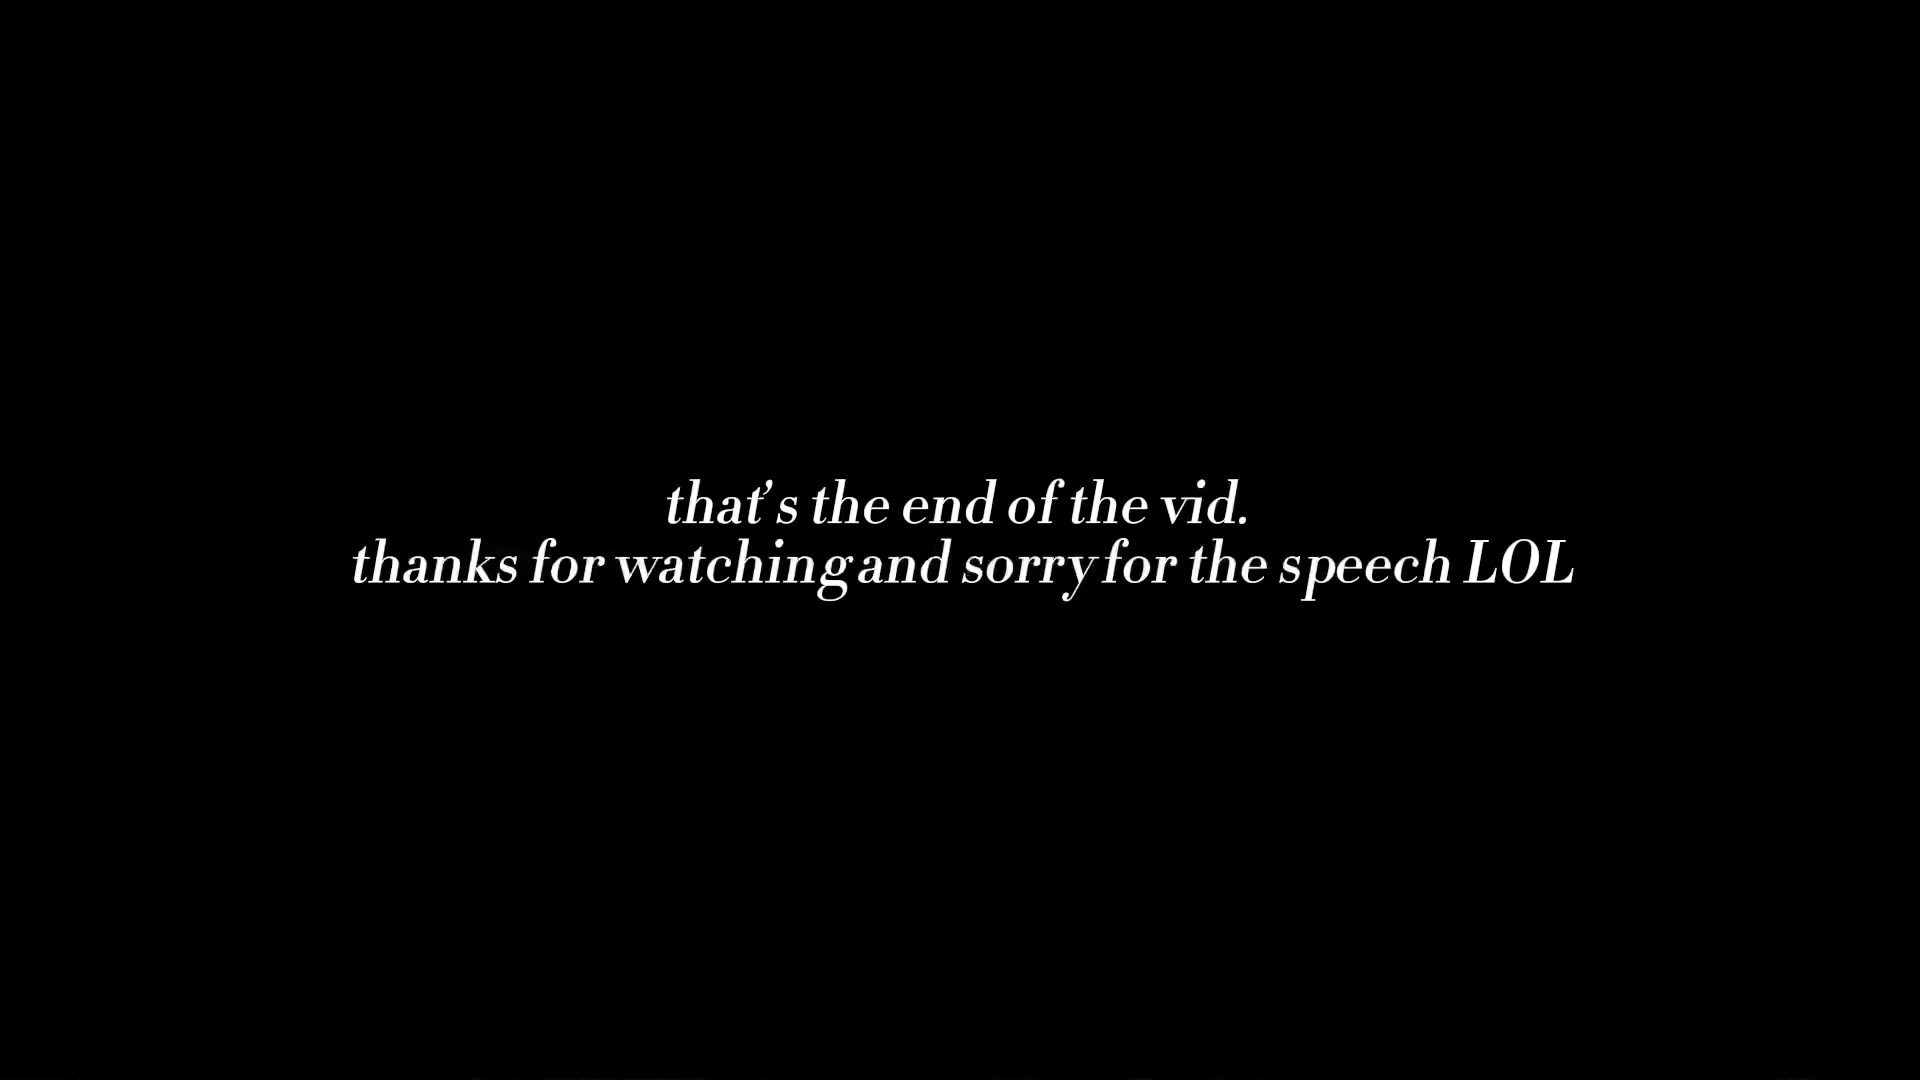 that's the end of the vid.
thanks for watching and sorry for the speech LOL